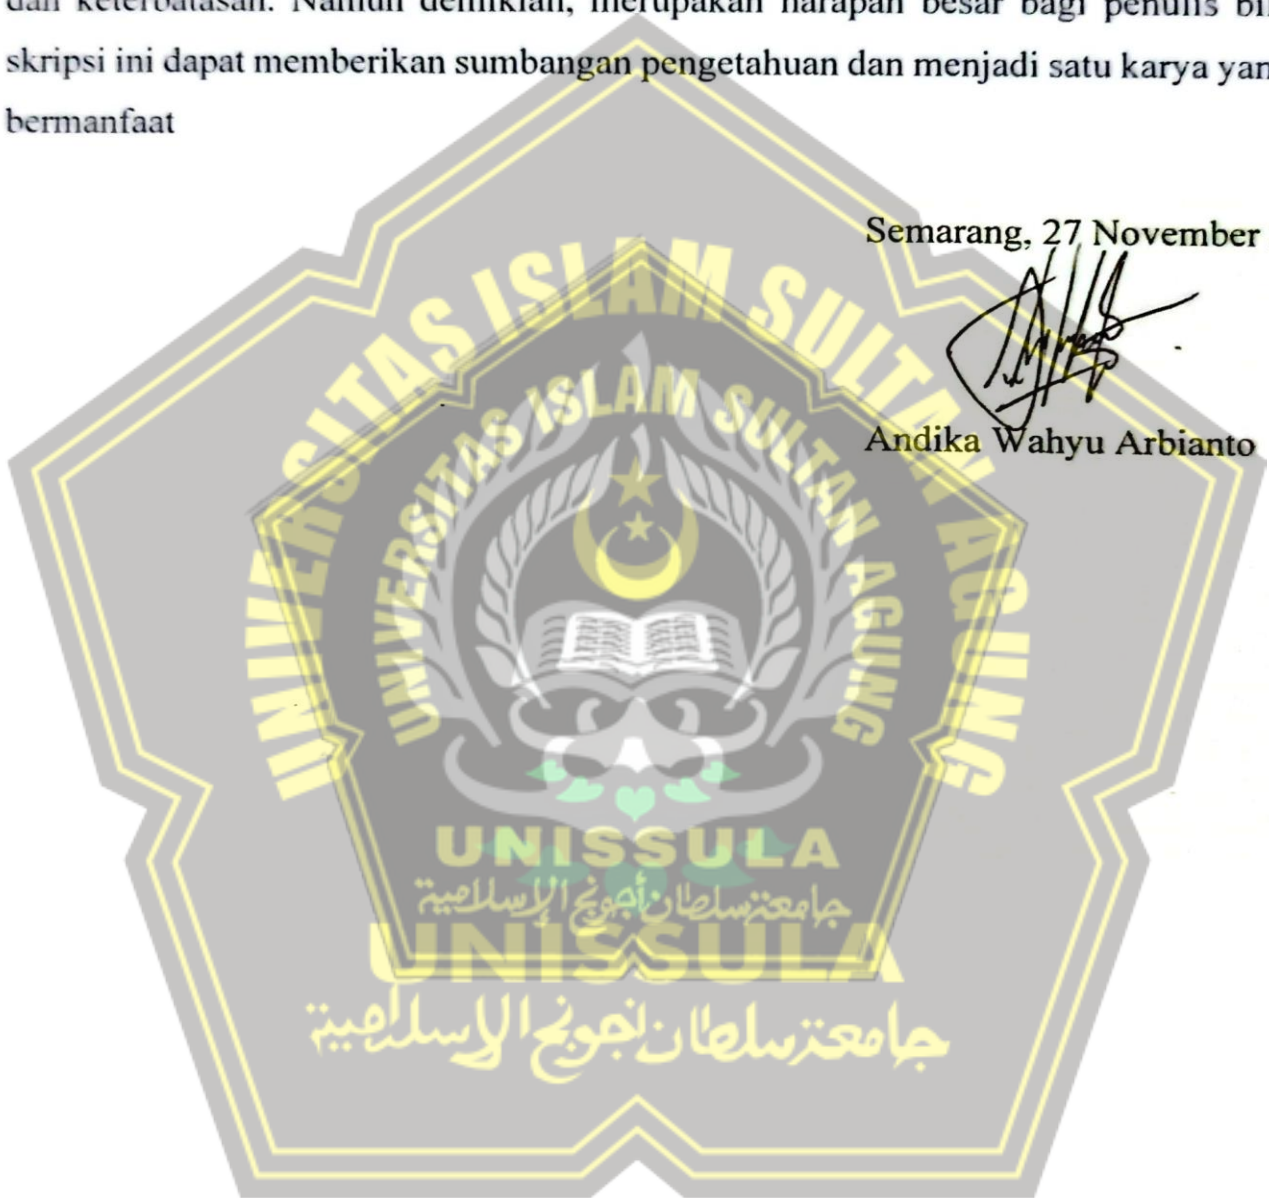 dan keterbatasan. Namun demikian, merupakan harapan besar bagi penulis
skripsi ini dapat memberikan sumbangan pengetahuan dan menjadi satu karya
bermanfaat
Semarang, 27 November
Andika Wahyu Arbianto
UNIVERSITAS ISLAM SULTAN AGUNG
UNIVERSITAS ISLAM SULTAN AGUNG
UNISSULA
جامعة سلطان أجونج الإسلامية
UNISSULA
جامعة سلطان أجونج الإسلامية